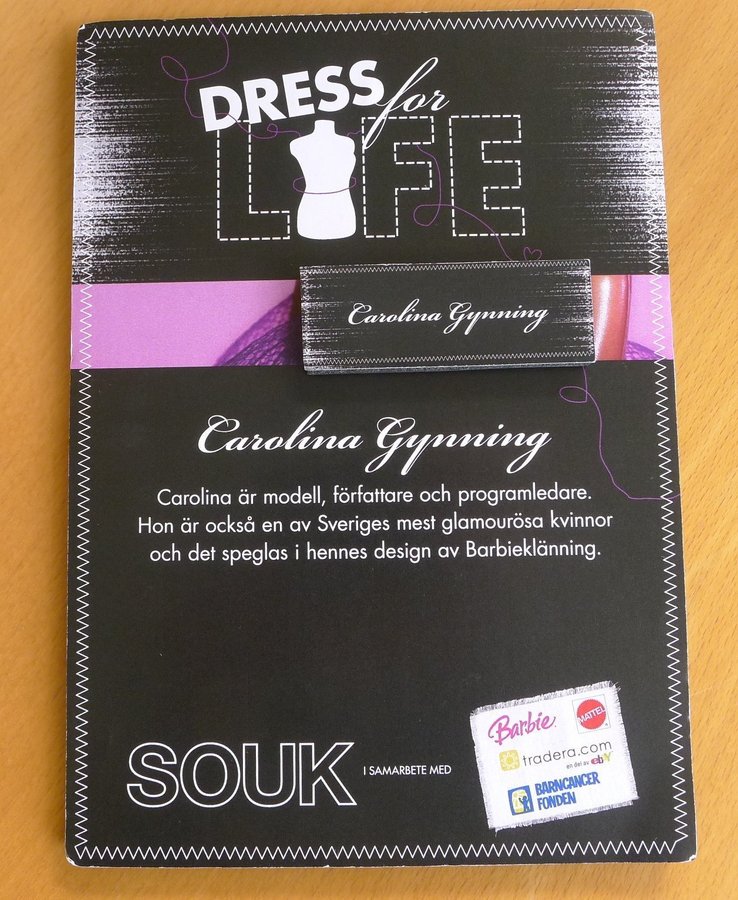 DRESS for
LIFE
Carolina Gynning
Carolina Gynning
Carolina är modell, författare och programledare.
Hon är också en av Sveriges mest glamourösa kvinnor
och det speglas i hennes design av Barbieklänning.
SOUK I SAMARBETE MED
Barbie MATTEL
tradera.com
en del av ebY
BARNCANCER
FONDEN